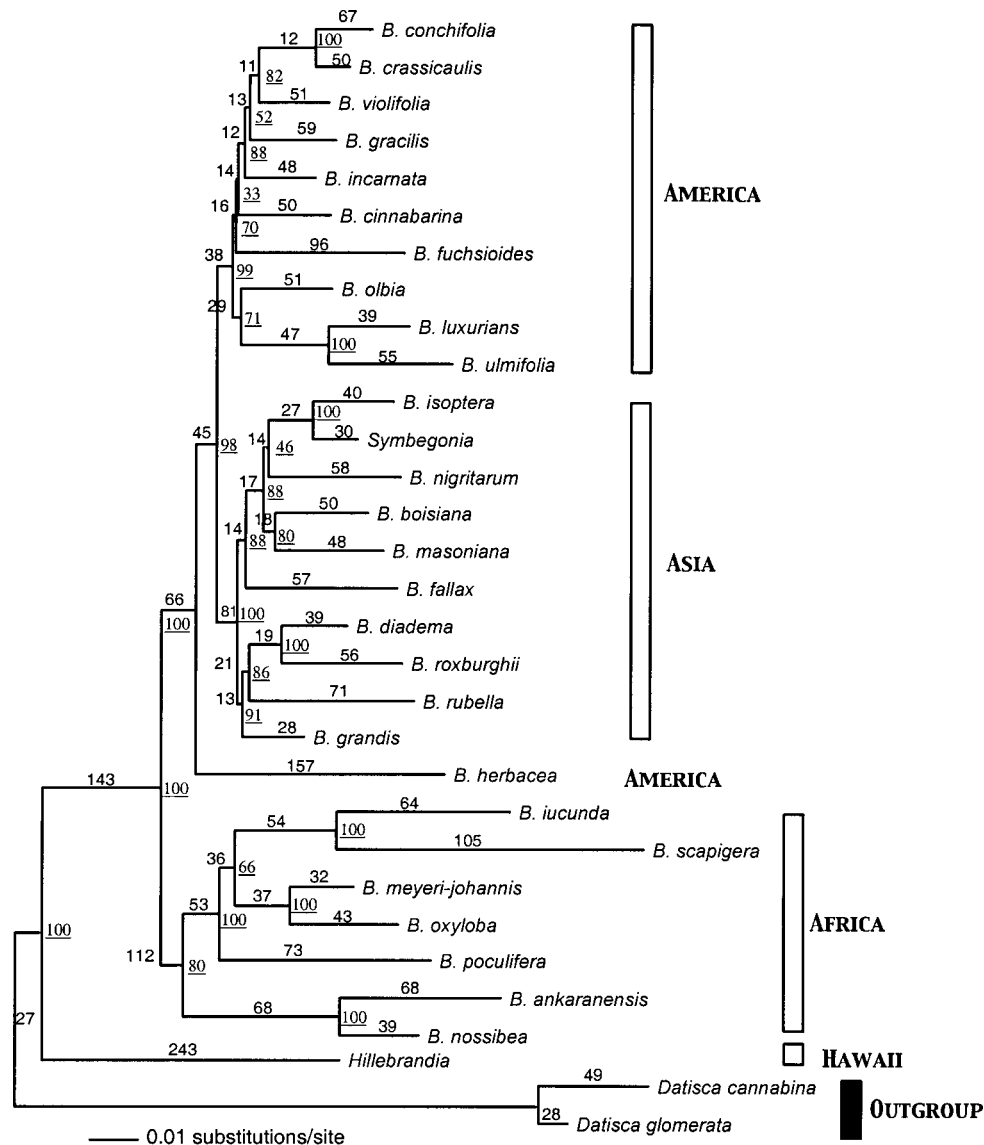 67
12
100
B. conchifolia
50
B. crassicaulis
11
82
51
B. violifolia
13
52
59
B. gracilis
AMERICA
12
88
48
B. incarnata
14
33
50
B. cinnabarina
16
70
96
B. fuchsioides
38
99
51
B. olbia
29
71
39
B. luxurians
47
100
55
B. ulmifolia
40
B. isoptera
27
100
30
Symbegonia
45
98
14
46
58
B. nigritarum
17
88
50
B. boisiana
18
80
48
B. masoniana
14
88
57
B. fallax
ASIA
66
100
81
100
39
B. diadema
19
100
56
B. roxburghii
21
86
71
B. rubella
13
91
28
B. grandis
157
B. herbacea
AMERICA
143
100
64
B. iucunda
54
100
105
B. scapigera
36
66
32
B. meyeri-johannis
37
100
43
B. oxyloba
AFRICA
53
100
73
B. poculifera
112
80
68
B. ankaranensis
68
100
39
B. nossibea
100
27
243
Hillebrandia
HAWAII
49
Datisca cannabina
28
Datisca glomerata
OUTGROUP
0.01 substitutions/site